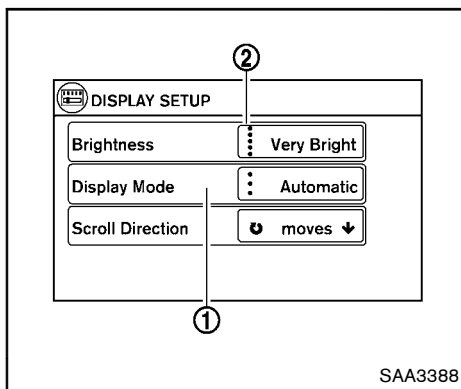 ②
DISPLAY SETUP
Brightness Very Bright
Display Mode Automatic
Scroll Direction moves
①
SAA3388